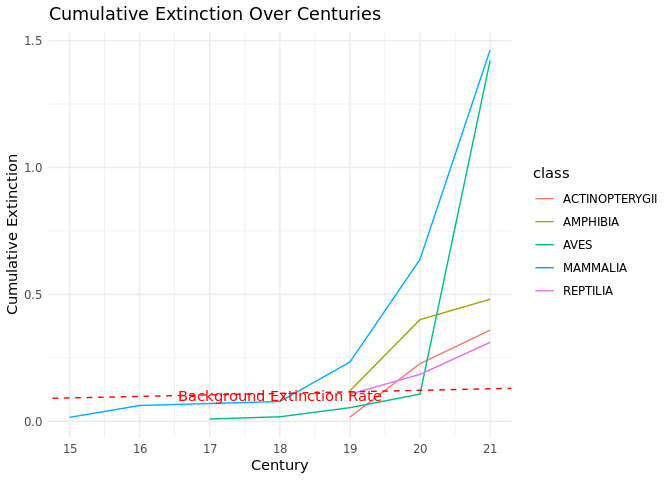 Cumulative Extinction Over Centuries
Cumulative Extinction
1.5
1.0
0.5
0.0
Background Extinction Rate
15 16 17 18 19 20 21
Century
class
ACTINOPTERYGII
AMPHIBIA
AVES
MAMMALIA
REPTILIA